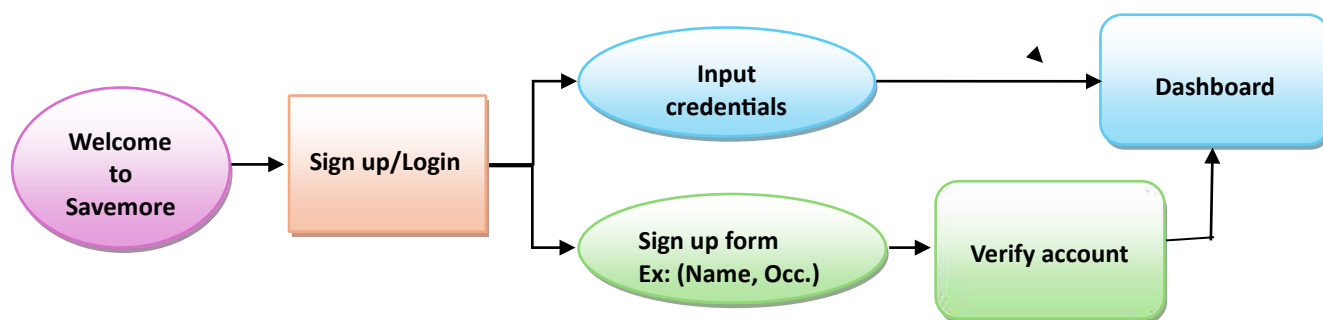 Welcome
to
Savemore
Sign up/Login
Input
credentials
Dashboard
Sign up form
Ex: (Name, Occ.)
Verify account